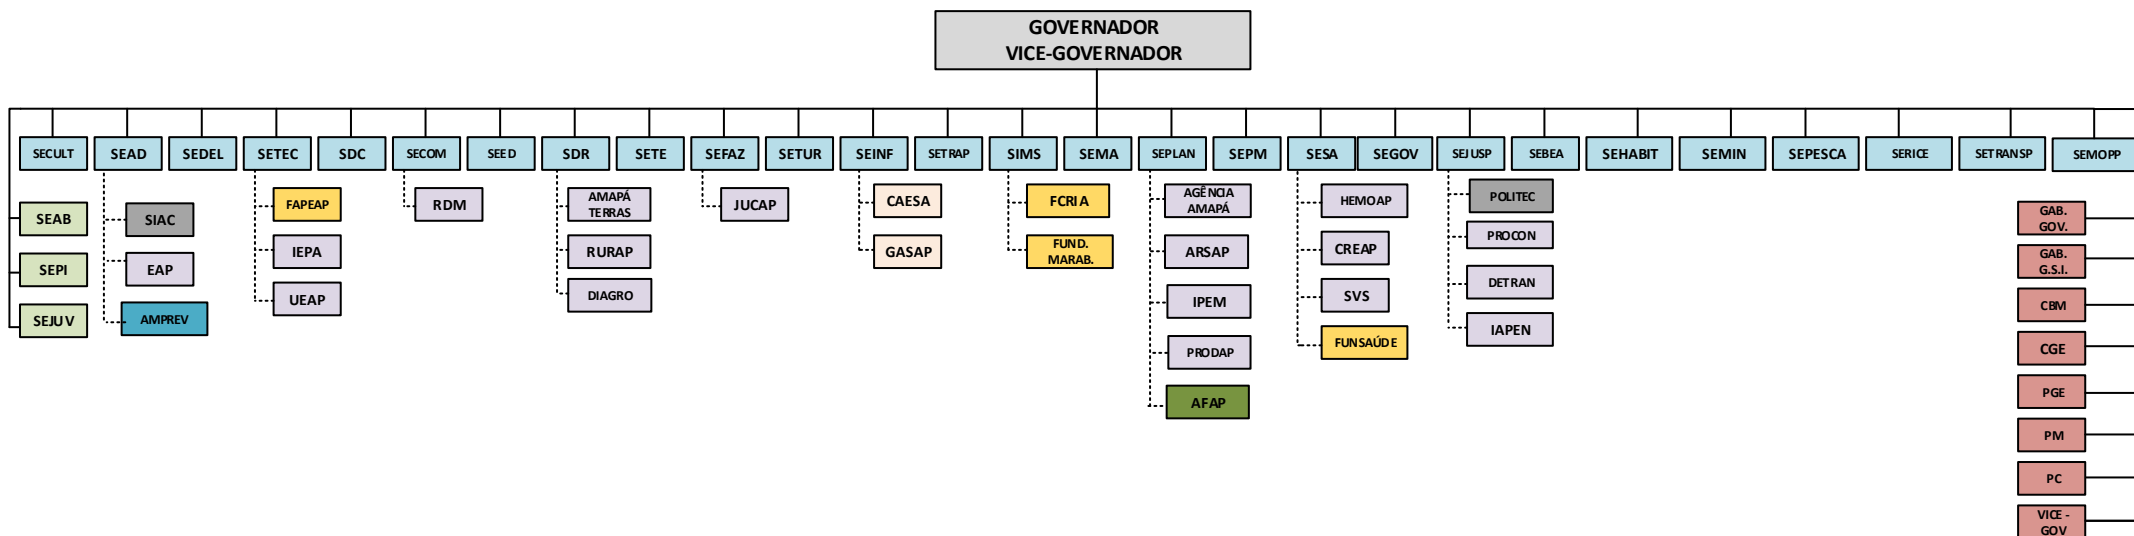 GOVERNADOR
VICE-GOVERNADOR
SECULT
SEAD
SEDEL
SETEC
SDC
SECOM
SEED
SDR
SETE
SEFAZ
SETUR
SEINF
SETRAP
SIMS
SEMA
SEPLAN
SEPM
SESA
SEGOV
SEJUSP
SEBEA
SEHABIT
SEMIN
SEPESCA
SERICE
SETRANSP
SEMOPP
SEAB
SEPI
SEJUV
SIAC
EAP
AMPREV
FAPEAP
IEPA
UEAP
RDM
AMAPÁ
TERRAS
RURAP
DIAGRO
JUCAP
CAESA
GASAP
FCRIA
FUND.
MARAB.
AGÊNCIA
AMAPÁ
ARSAP
IPEM
PRODAP
AFAP
HEMOAP
CREAP
SVS
FUNSAÚDE
POLITEC
PROCON
DETRAN
IAPEN
GAB.
GOV.
GAB.
G.S.I.
CBM
CGE
PGE
PM
PC
VICE -
GOV